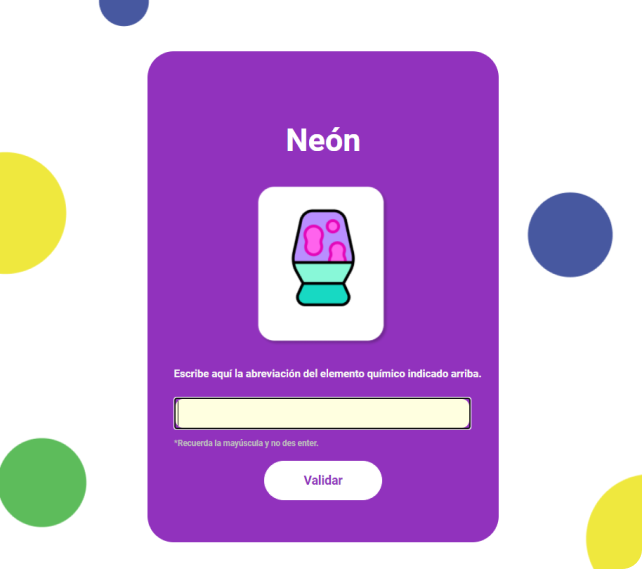 Neón
Escribe aquí la abreviación del elemento químico indicado arriba.
*Recuerda la mayúscula y no des enter.
Validar